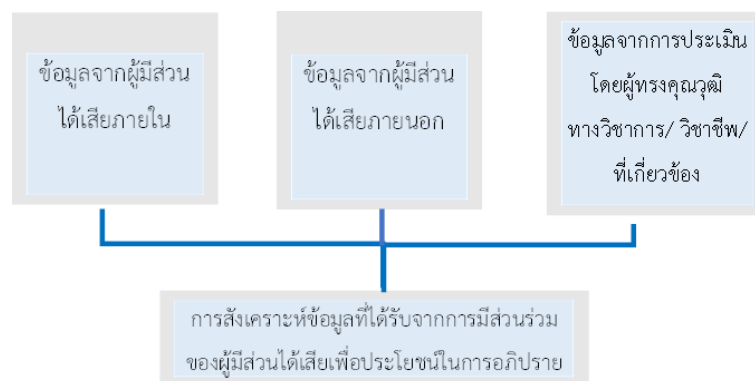 ข้อมูลจากผู้มีส่วน
ได้เสียภายใน
ข้อมูลจากผู้มีส่วน
ได้เสียภายนอก
ข้อมูลจากการประเมิน
โดยผู้ทรงคุณวุฒิ
ทางวิชาการ/ วิชาชีพ/
ที่เกี่ยวข้อง
การสังเคราะห์ข้อมูลที่ได้รับจากการมีส่วนร่วม
ของผู้มีส่วนได้เสียเพื่อประโยชน์ในการอภิปราย